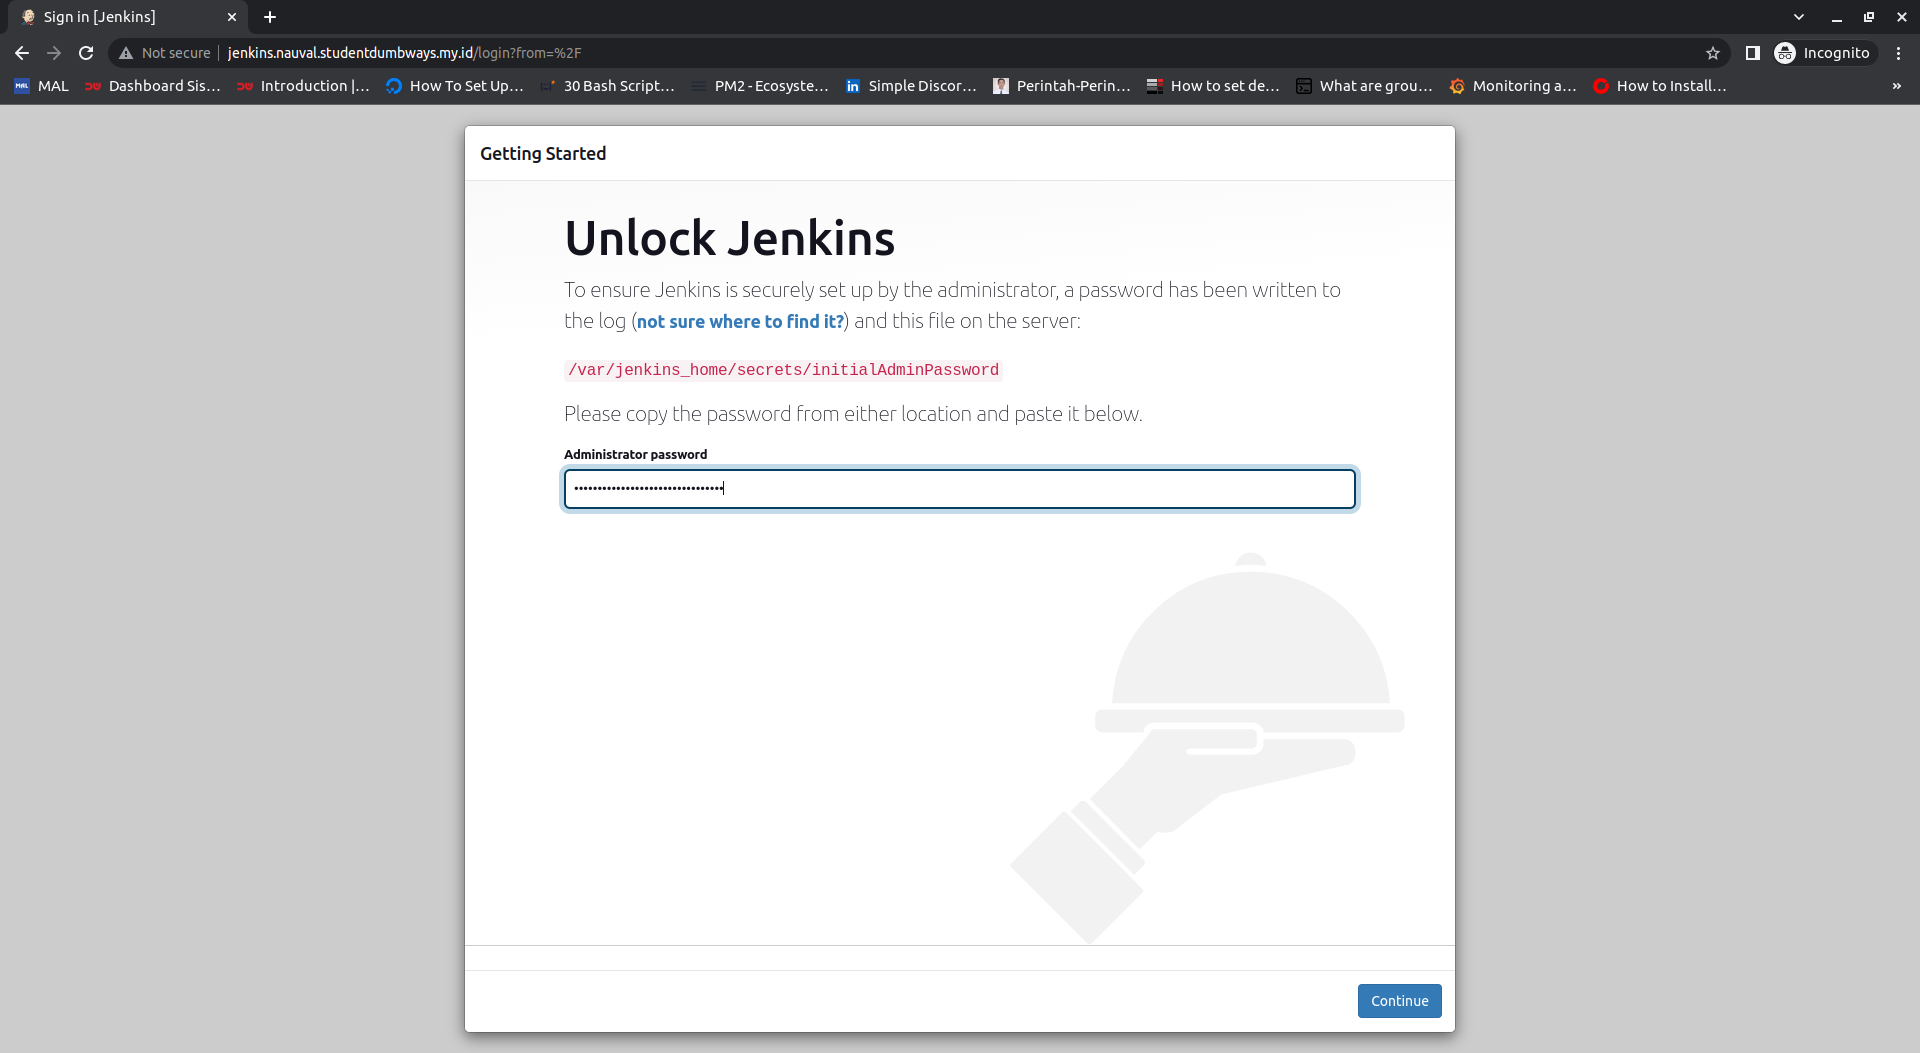 Sign in [Jenkins]
Not secure
jenkins.nauval.studentdumbways.my.id/login?from=%2F
Incognito
MAL
MAL
Dashboard Sis...
Introduction |...
How To Set Up...
30 Bash Script...
PM2 - Ecosyste...
in
Simple Discor...
Perintah-Perin...
How to set de...
What are grou...
Monitoring a...
How to Install...
»
Getting Started
Unlock Jenkins
To ensure Jenkins is securely set up by the administrator, a password has been written to
the log (not sure where to find it?) and this file on the server:
/var/jenkins_home/secrets/initialAdminPassword
Please copy the password from either location and paste it below.
Administrator password
••••••••••••••••••••••••••••••••
Continue